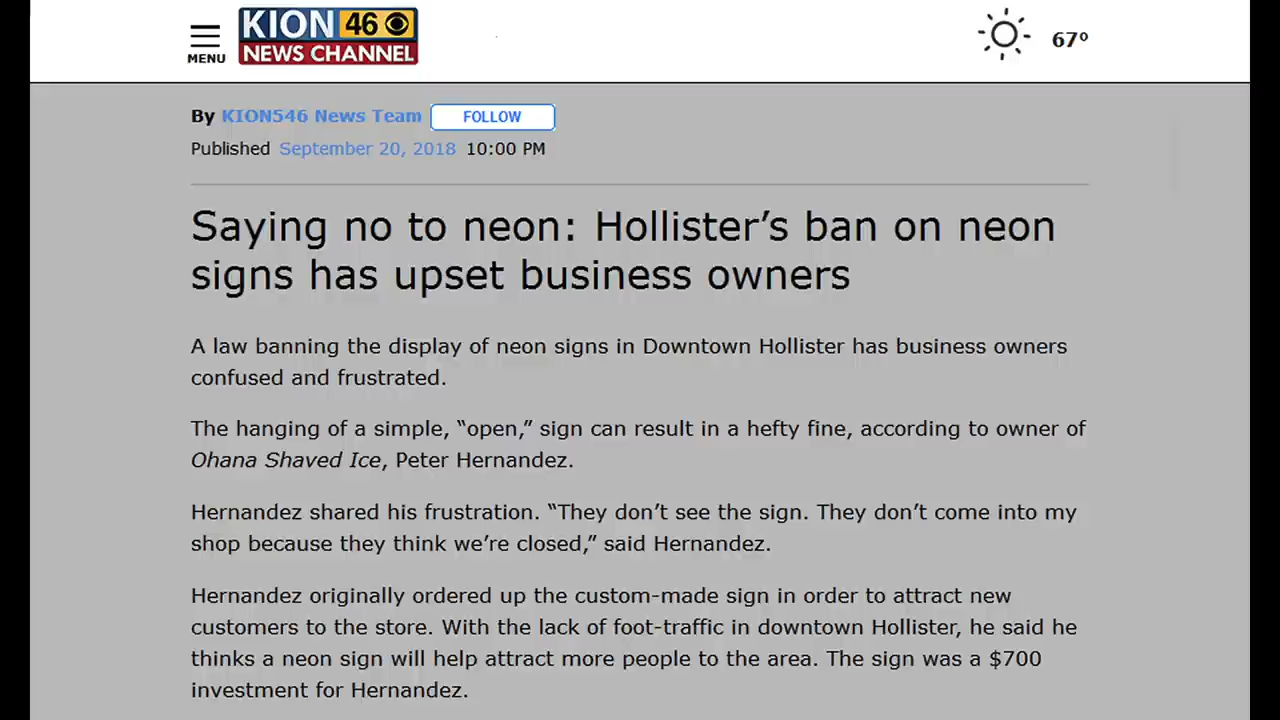 KION 46
NEWS CHANNEL
MENU
67º
By KION546 News Team FOLLOW
Published September 20, 2018 10:00 PM
Saying no to neon: Hollister’s ban on neon
signs has upset business owners
A law banning the display of neon signs in Downtown Hollister has business owners
confused and frustrated.
The hanging of a simple, “open,” sign can result in a hefty fine, according to owner of
Ohana Shaved Ice, Peter Hernandez.
Hernandez shared his frustration. “They don’t see the sign. They don’t come into my
shop because they think we’re closed,” said Hernandez.
Hernandez originally ordered up the custom-made sign in order to attract new
customers to the store. With the lack of foot-traffic in downtown Hollister, he said he
thinks a neon sign will help attract more people to the area. The sign was a $700
investment for Hernandez.